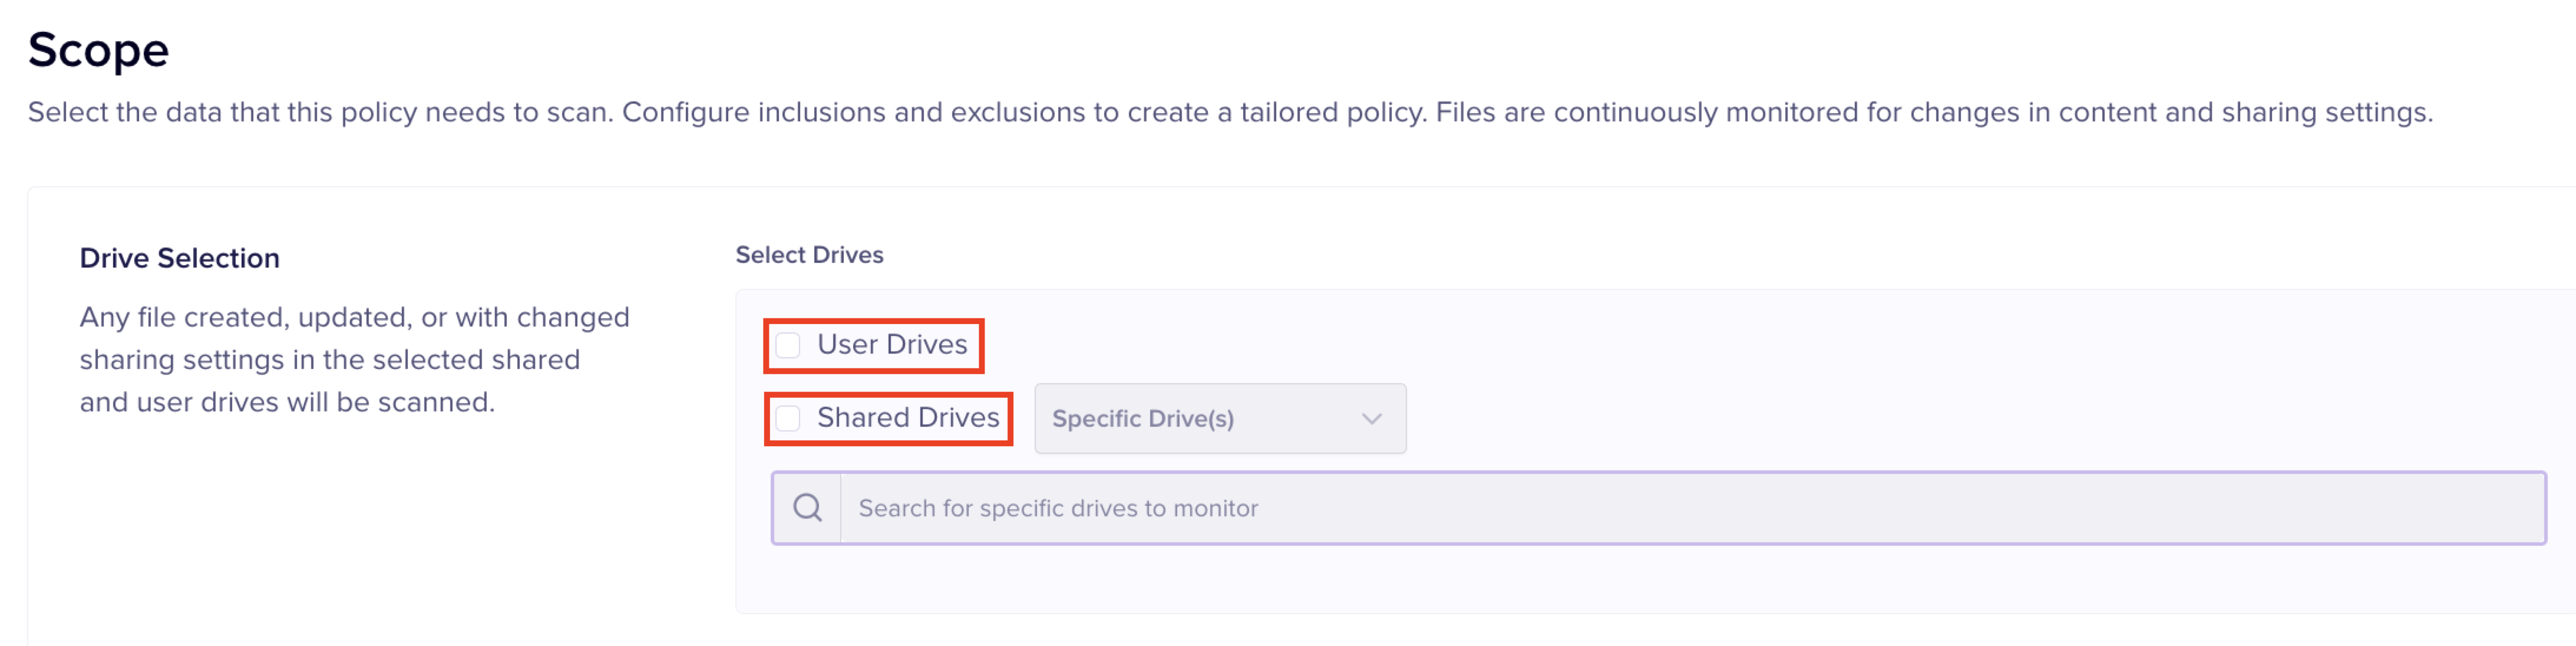 Scope
Select the data that this policy needs to scan. Configure inclusions and exclusions to create a tailored policy. Files are continuously monitored for changes in content and sharing settings.
Drive Selection
Any file created, updated, or with changed
sharing settings in the selected shared
and user drives will be scanned.
Select Drives
User Drives
Shared Drives
Specific Drive(s)
Search for specific drives to monitor